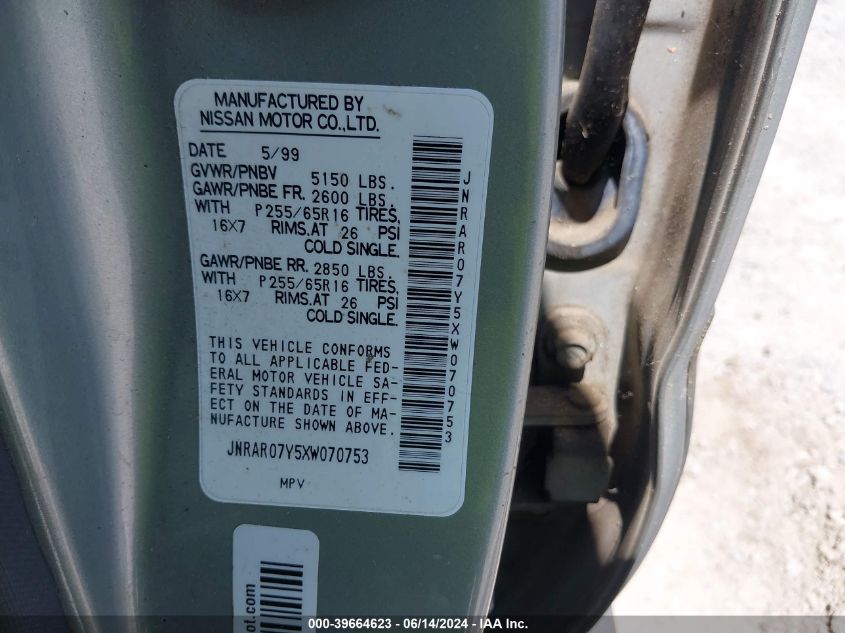 MANUFACTURED BY
NISSAN MOTOR CO.,LTD.
DATE 5/99
GVWR/PNBV 5150 LBS.
GAWR/PNBE FR. 2600 LBS.
WITH P255/65R16 TIRES,
16X7 RIMS.AT 26 PSI
COLD SINGLE.
GAWR/PNBE RR. 2850 LBS.
WITH P255/65R16 TIRES,
16X7 RIMS.AT 26 PSI
COLD SINGLE.
THIS VEHICLE CONFORMS
TO ALL APPLICABLE FED-
ERAL MOTOR VEHICLE SA-
FETY STANDARDS IN EFF-
ECT ON THE DATE OF MA-
NUFACTURE SHOWN ABOVE.
JNRAR07Y5XW070753
MPV
JNRAR07Y5XW070753
ot.com
000-39664623 - 06/14/2024 - IAA Inc.